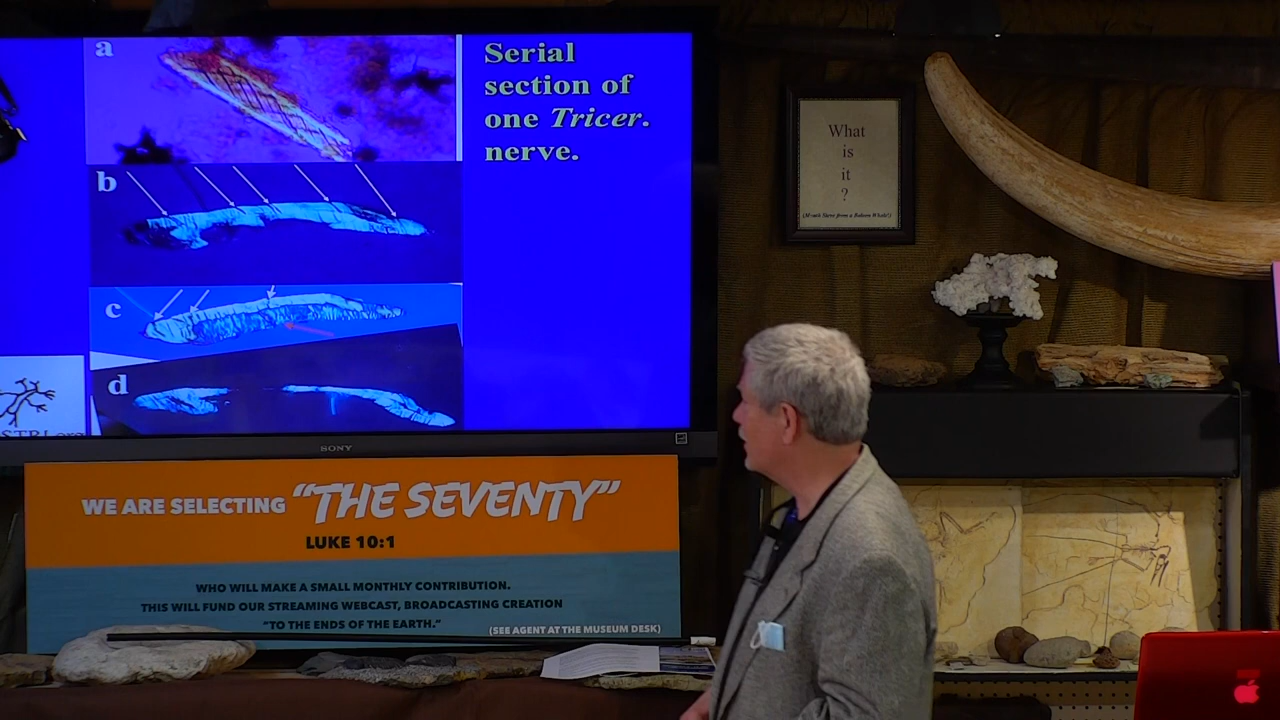 a
b
c
d
Serial
section of
one Tricer.
nerve.
SONY
What
is
it
?
WE ARE SELECTING "THE SEVENTY"
LUKE 10:1
WHO WILL MAKE A SMALL MONTHLY CONTRIBUTION.
THIS WILL FUND OUR STREAMING WEBCAST, BROADCASTING CREATION
"TO THE ENDS OF THE EARTH."
(SEE AGENT AT THE MUSEUM DESK)